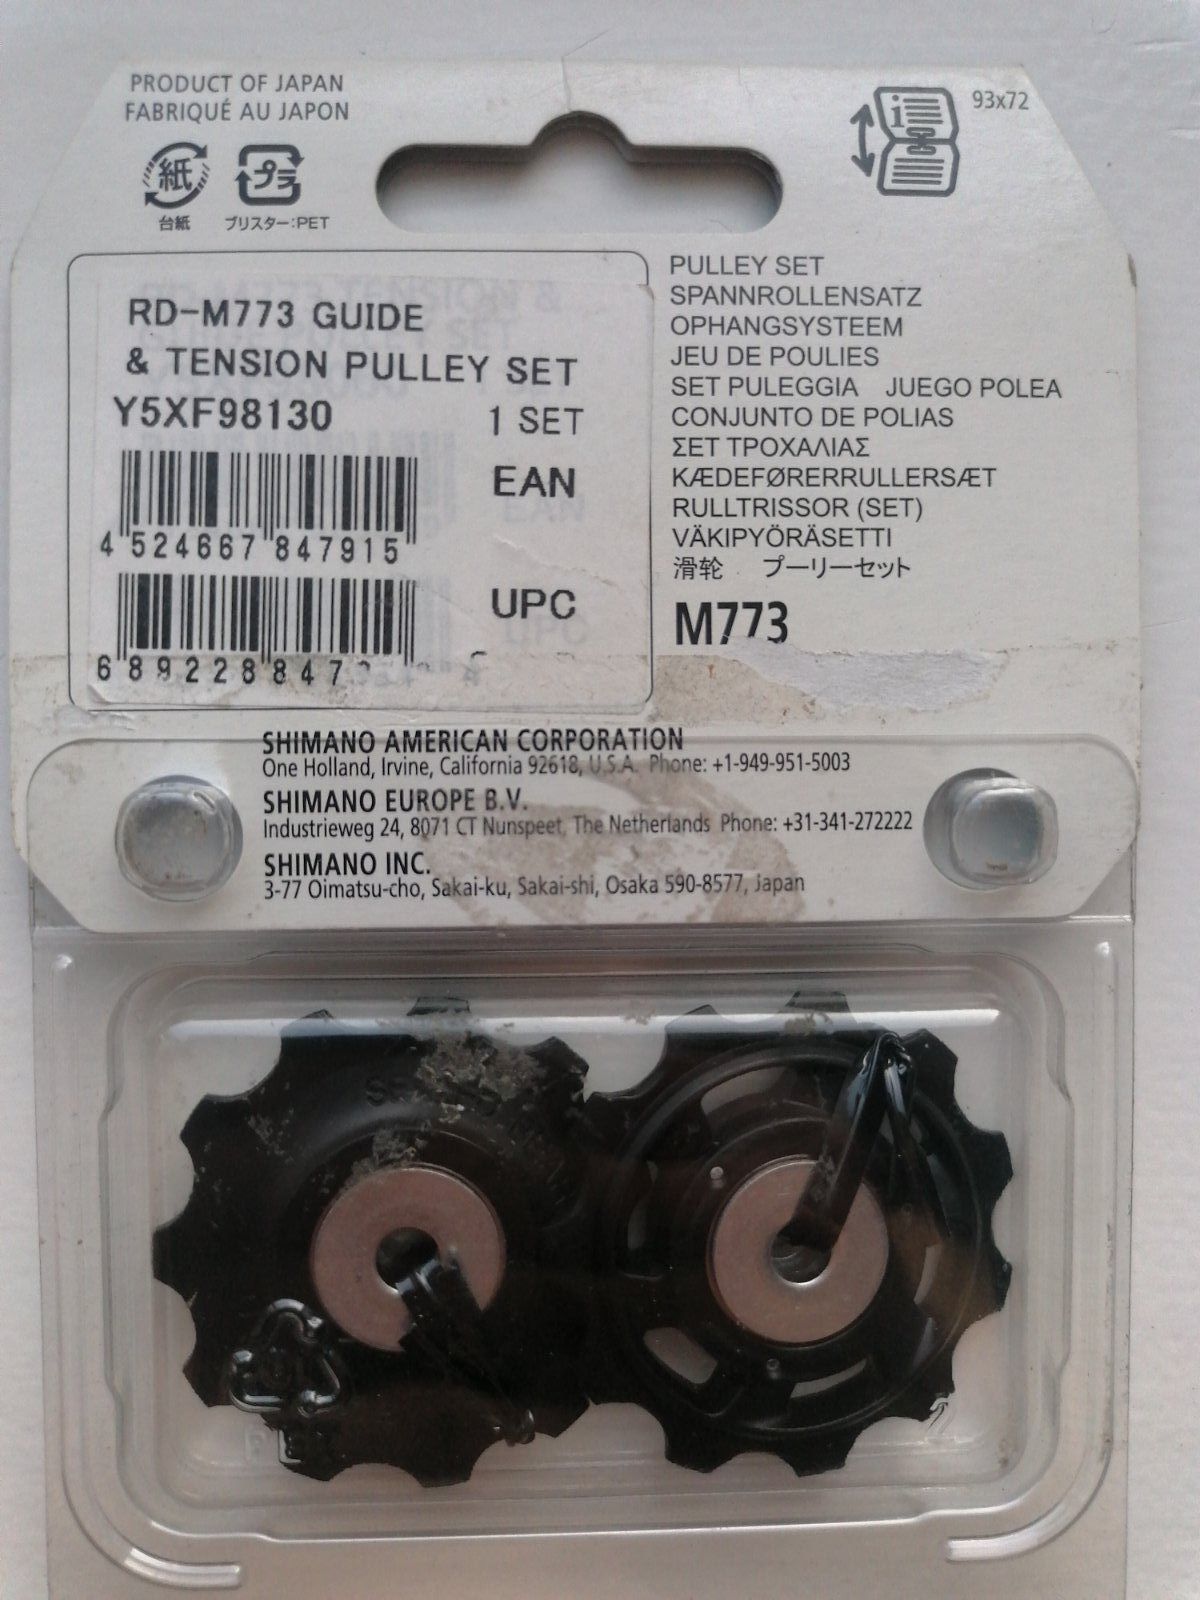 PRODUCT OF JAPAN
FABRIQUÉ AU JAPON
紙
プラ
台紙
ブリスター:PET
93x72
RD-M773 GUIDE
& TENSION PULLEY SET
Y5XF98130
1 SET
EAN
4 524667 847915
UPC
6 89228 847
PULLEY SET
SPANNROLLENSATZ
OPHANGSYSTEEM
JEU DE POULIES
SET PULEGGIA JUEGO POLEA
CONJUNTO DE POLIAS
ΣΕΤ ΤΡΟΧΑΛΙΑΣ
KÆDEFØRERRULLERSÆT
RULLTRISSOR (SET)
VÄKIPYÖRÄSETTI
滑轮 プーリーセット
M773
SHIMANO AMERICAN CORPORATION
One Holland, Irvine, California 92618, U.S.A. Phone: +1-949-951-5003
SHIMANO EUROPE B.V.
Industrieweg 24, 8071 CT Nunspeet, The Netherlands Phone: +31-341-272222
SHIMANO INC.
3-77 Oimatsu-cho, Sakai-ku, Sakai-shi, Osaka 590-8577, Japan